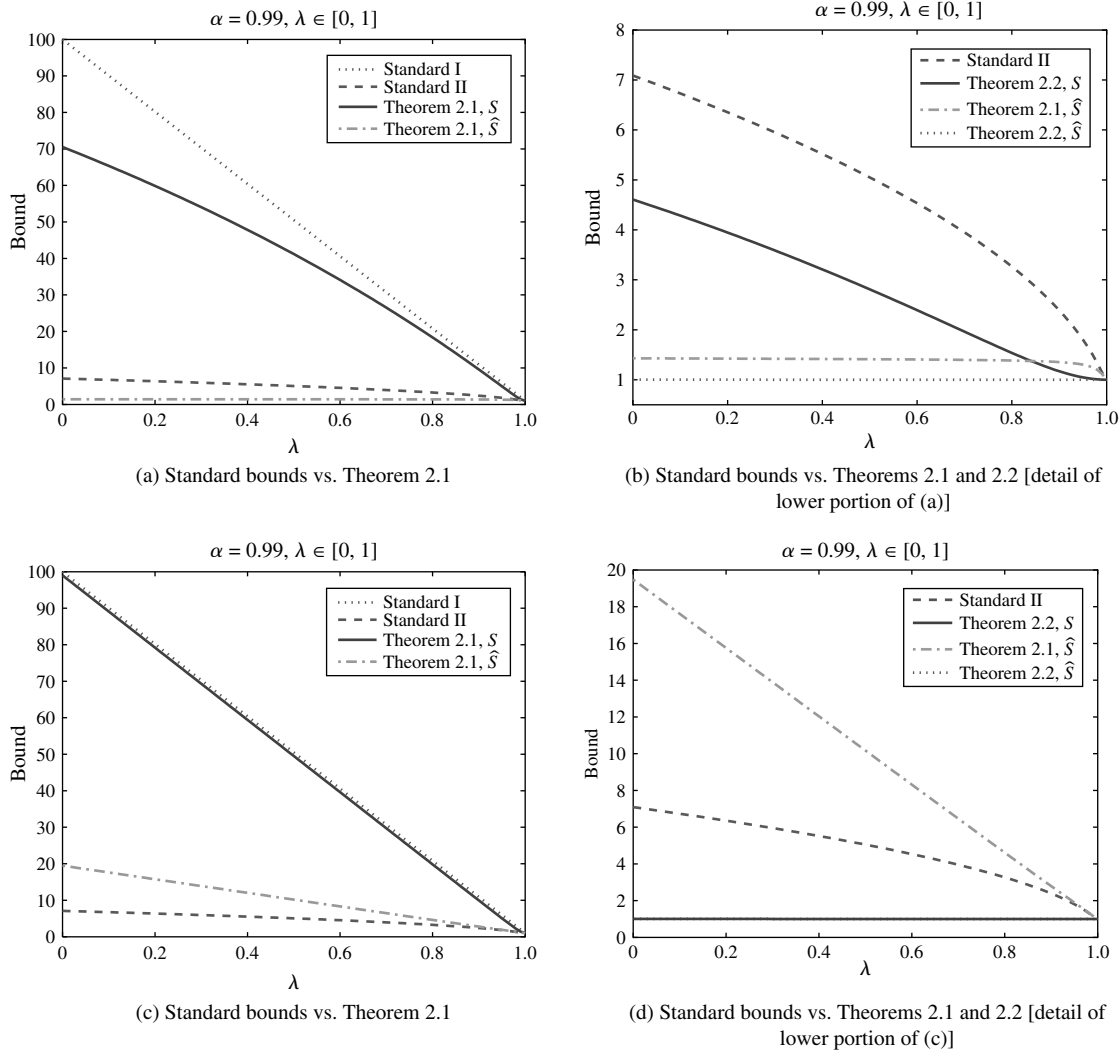 α = 0.99, λ ∈ [0, 1]
100
90
80
70
60
50
40
30
20
10
0
Bound
Standard I
Standard II
Theorem 2.1, S
Theorem 2.1, Ŝ
0
0.2
0.4
0.6
0.8
1.0
λ
(a) Standard bounds vs. Theorem 2.1
α = 0.99, λ ∈ [0, 1]
8
7
6
5
4
3
2
1
Bound
Standard II
Theorem 2.2, S
Theorem 2.1, Ŝ
Theorem 2.2, Ŝ
0
0.2
0.4
0.6
0.8
1.0
λ
(b) Standard bounds vs. Theorems 2.1 and 2.2 [detail of
lower portion of (a)]
α = 0.99, λ ∈ [0, 1]
100
90
80
70
60
50
40
30
20
10
0
Bound
Standard I
Standard II
Theorem 2.1, S
Theorem 2.1, Ŝ
0
0.2
0.4
0.6
0.8
1.0
λ
(c) Standard bounds vs. Theorem 2.1
α = 0.99, λ ∈ [0, 1]
20
18
16
14
12
10
8
6
4
2
0
Bound
Standard II
Theorem 2.2, S
Theorem 2.1, Ŝ
Theorem 2.2, Ŝ
0
0.2
0.4
0.6
0.8
1.0
λ
(d) Standard bounds vs. Theorems 2.1 and 2.2 [detail of
lower portion of (c)]